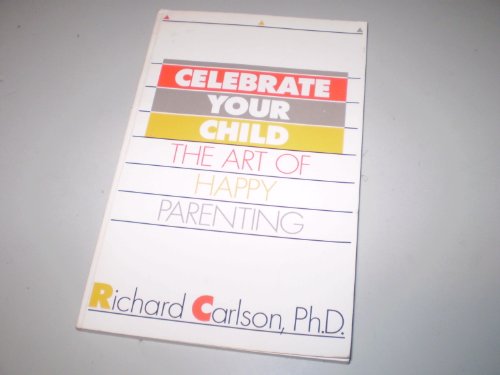 CELEBRATE
YOUR
CHILD
THE ART OF
HAPPY
PARENTING
Richard Carlson, Ph.D.